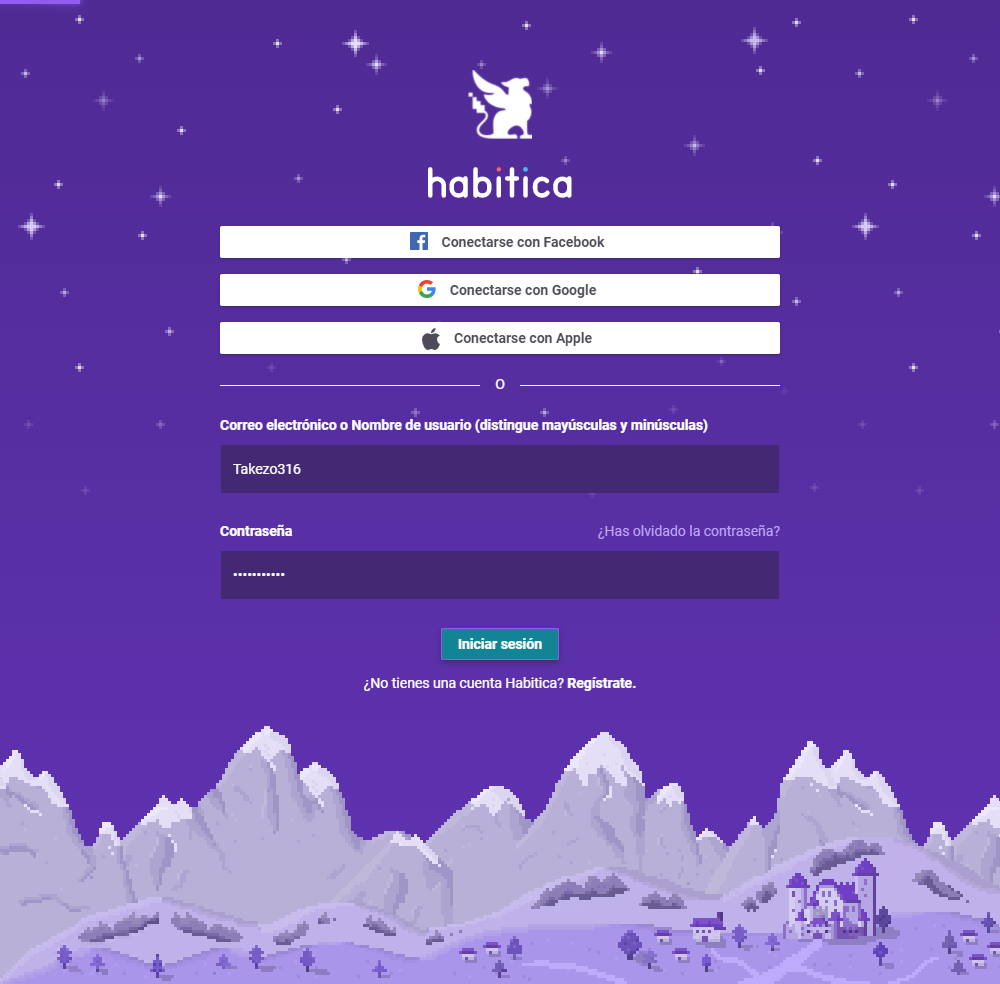 habitica
Conectarse con Facebook
Conectarse con Google
Conectarse con Apple
O
Correo electrónico o Nombre de usuario (distingue mayúsculas y minúsculas)
Takezo316
Contraseña ¿Has olvidado la contraseña?
•••••••••••
Iniciar sesión
¿No tienes una cuenta Habitica? Regístrate.